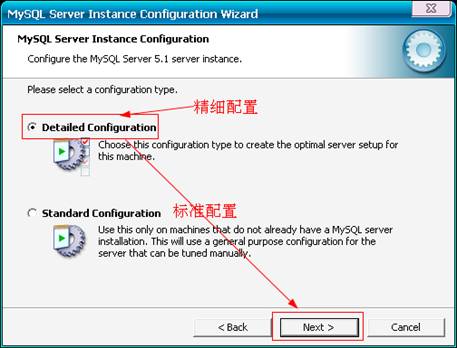 MySQL Server Instance Configuration Wizard
MySQL Server Instance Configuration
Configure the MySQL Server 5.1 server instance.
Please select a configuration type.
精细配置
Detailed Configuration
Choose this configuration type to create the optimal server setup for
this machine.
标准配置
Standard Configuration
Use this only on machines that do not already have a MySQL server
installation. This will use a general purpose configuration for the
server that can be tuned manually.
< Back
Next >
Cancel